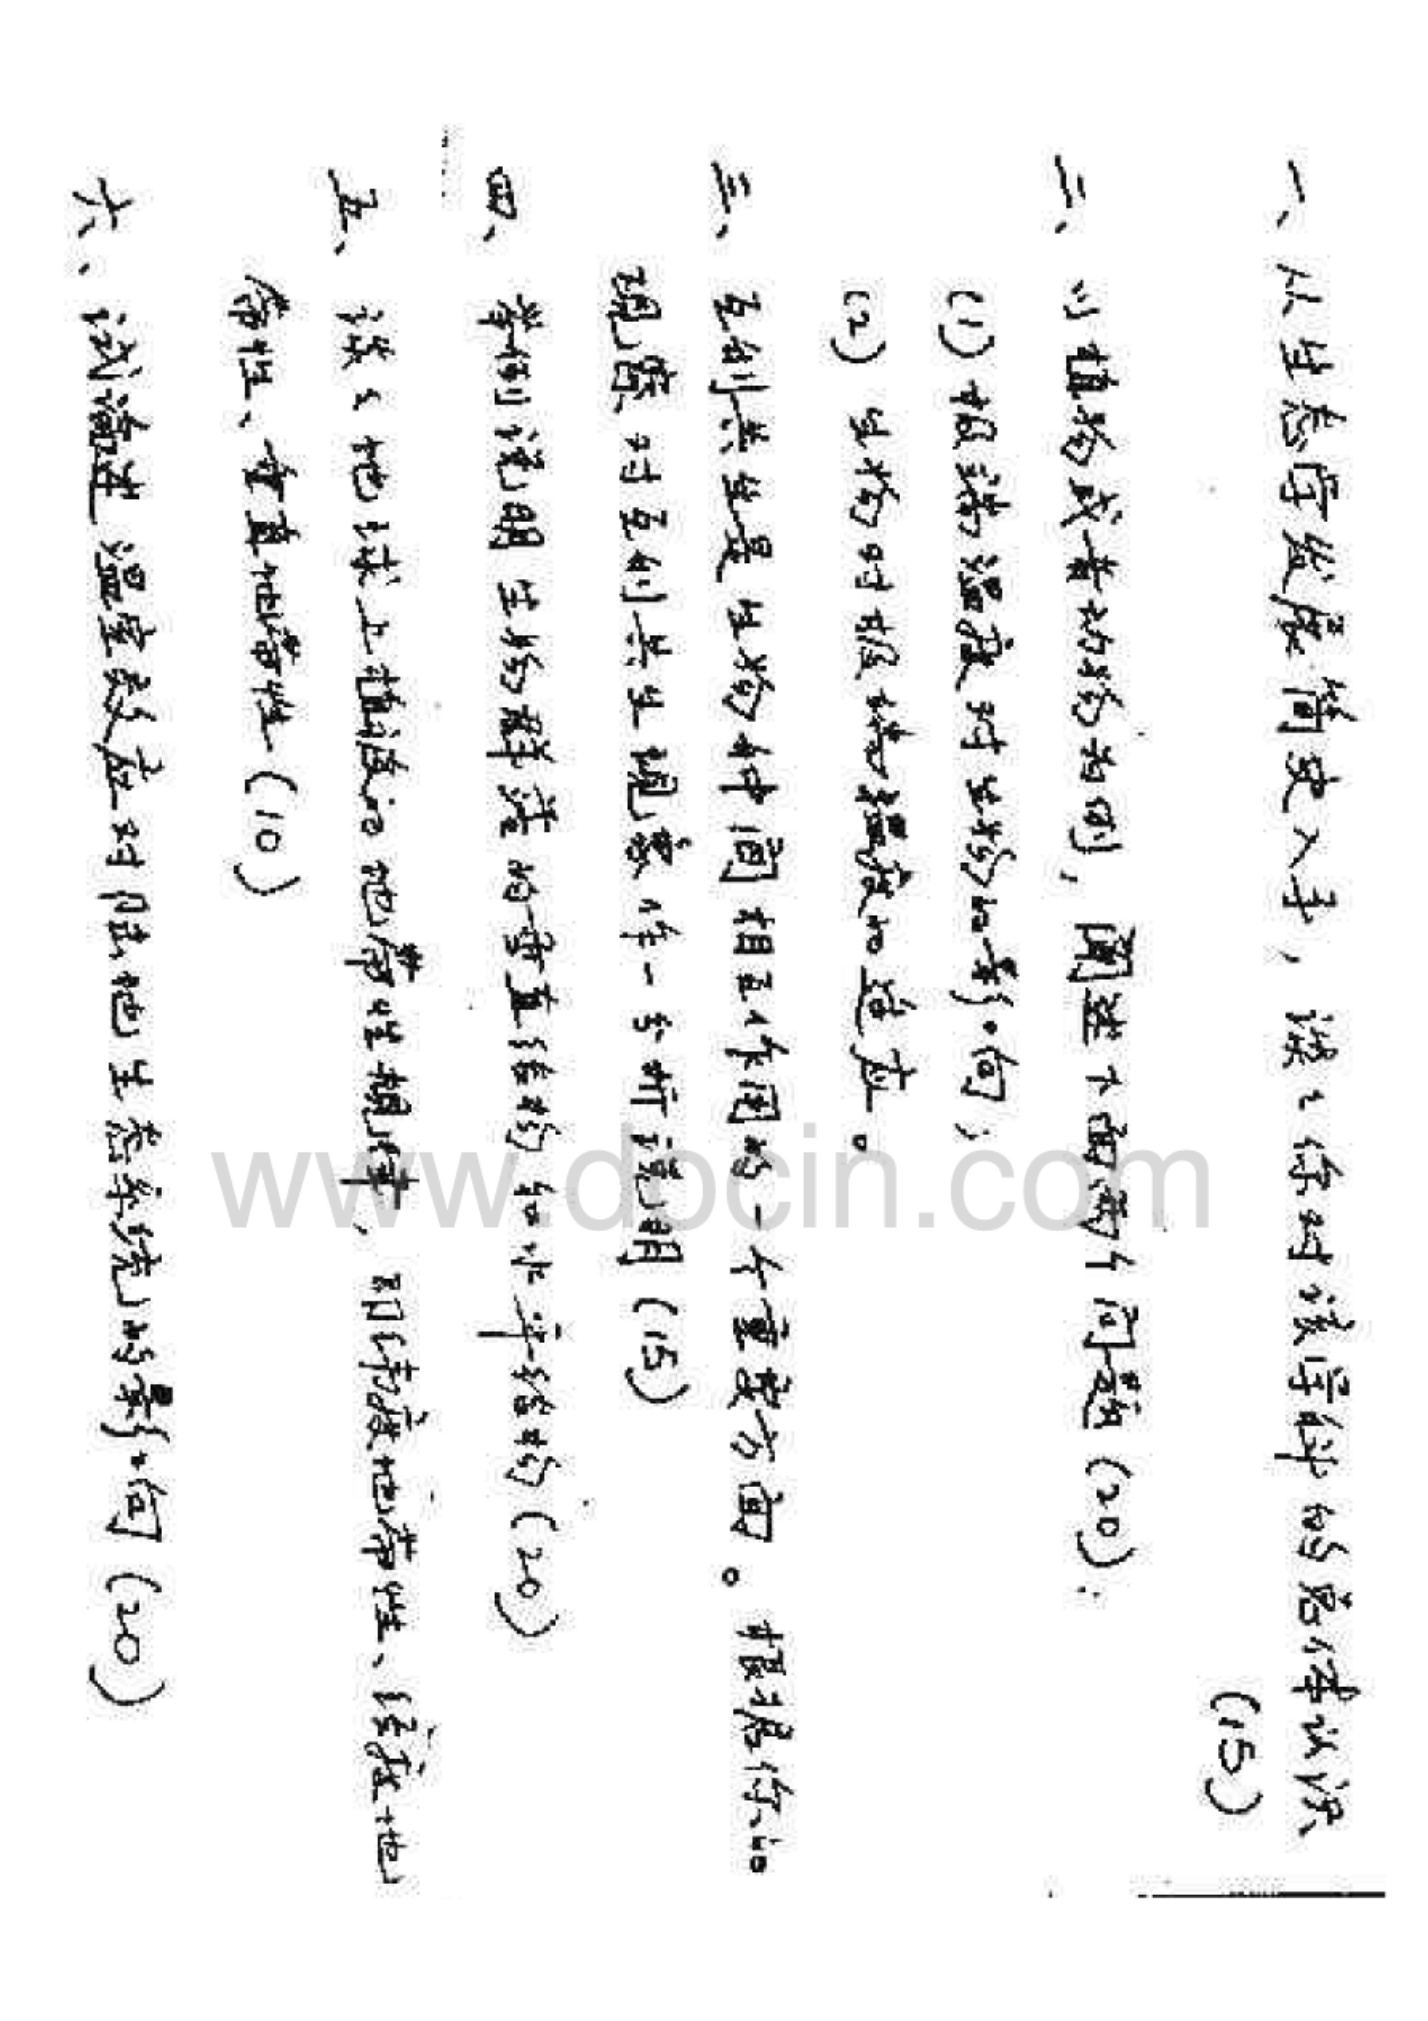 一、从生态学发展简史入手，谈谈你对该学科的总体认识
(15)
二、以植物或者动物为例，阐述下面两个问题(20)：
(1)极端温度对生物的影响；
(2)生物对极端温度的适应。
三、互利共生是生物种间相互作用的一个重要方面。根据你的
观察对互利共生现象作一分析说明(15)
四、举例说明生物群落的垂直结构和水平结构(20)
五、谈谈地球上植被的地带性规律，即纬度地带性、经度地
带性、垂直地带性(10)
六、试论述温室效应对陆地生态系统的影响(20)
www.docin.com